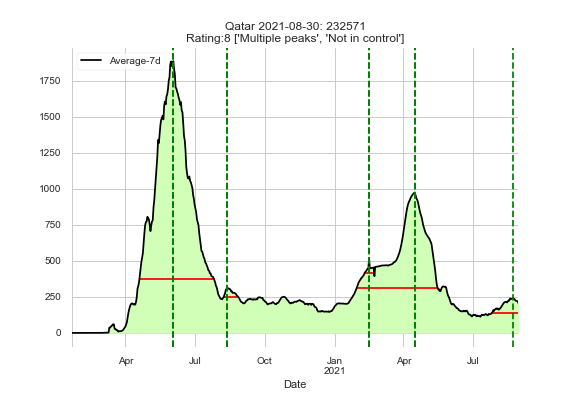 Qatar 2021-08-30: 232571
Rating:8 ['Multiple peaks', 'Not in control']
Average-7d
1750
1500
1250
1000
750
500
250
0
Apr Jul Oct Jan Apr Jul
2021
Date